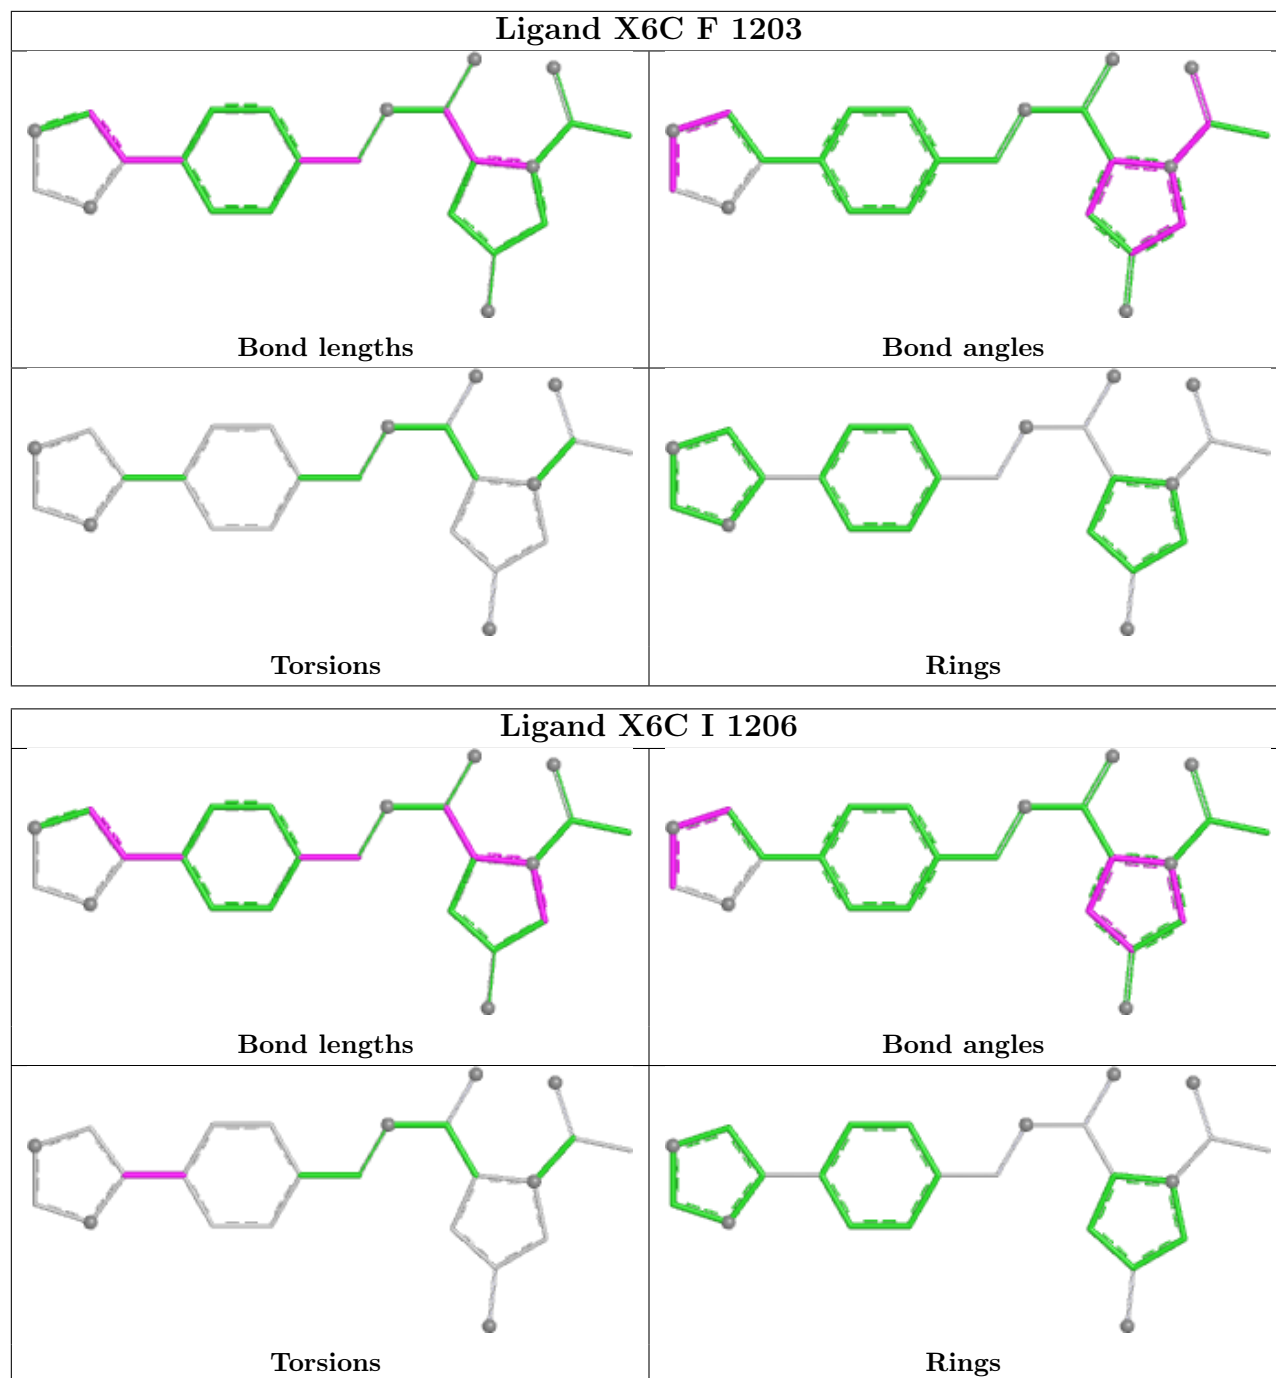 Ligand X6C F 1203
Bond lengths
Bond angles
Torsions
Rings
Ligand X6C I 1206
Bond lengths
Bond angles
Torsions
Rings